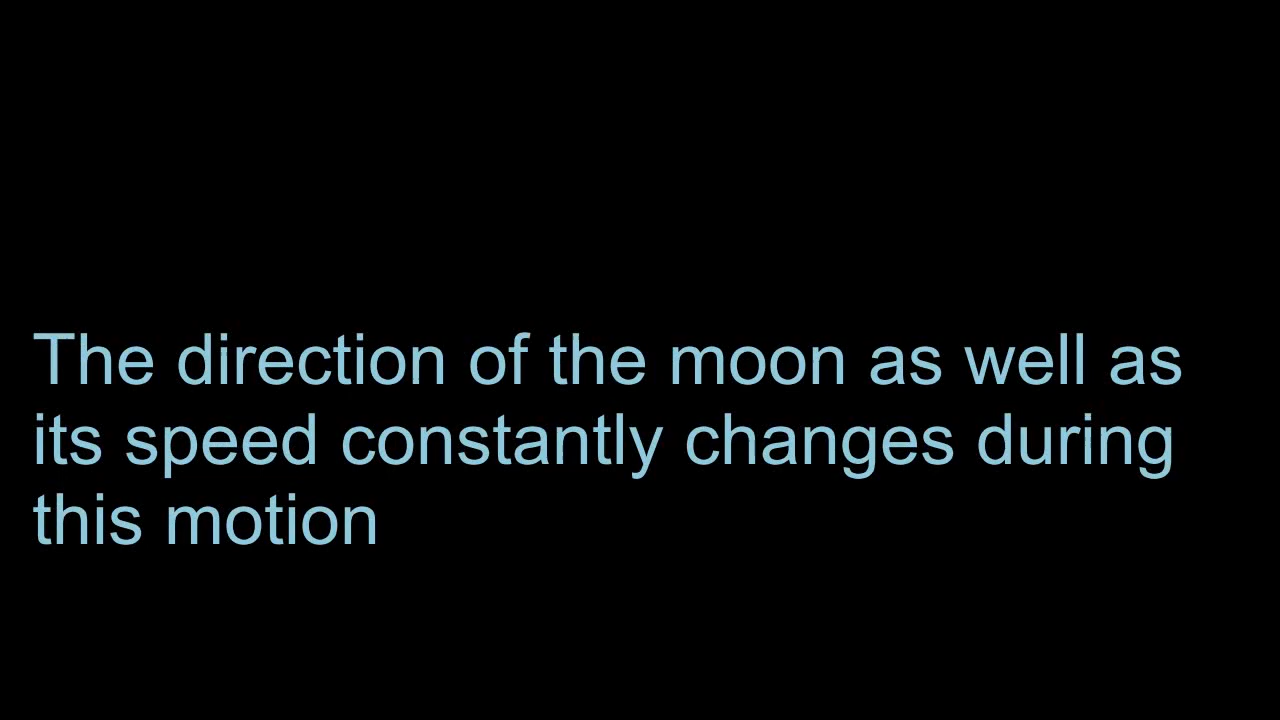 The direction of the moon as well as
its speed constantly changes during
this motion